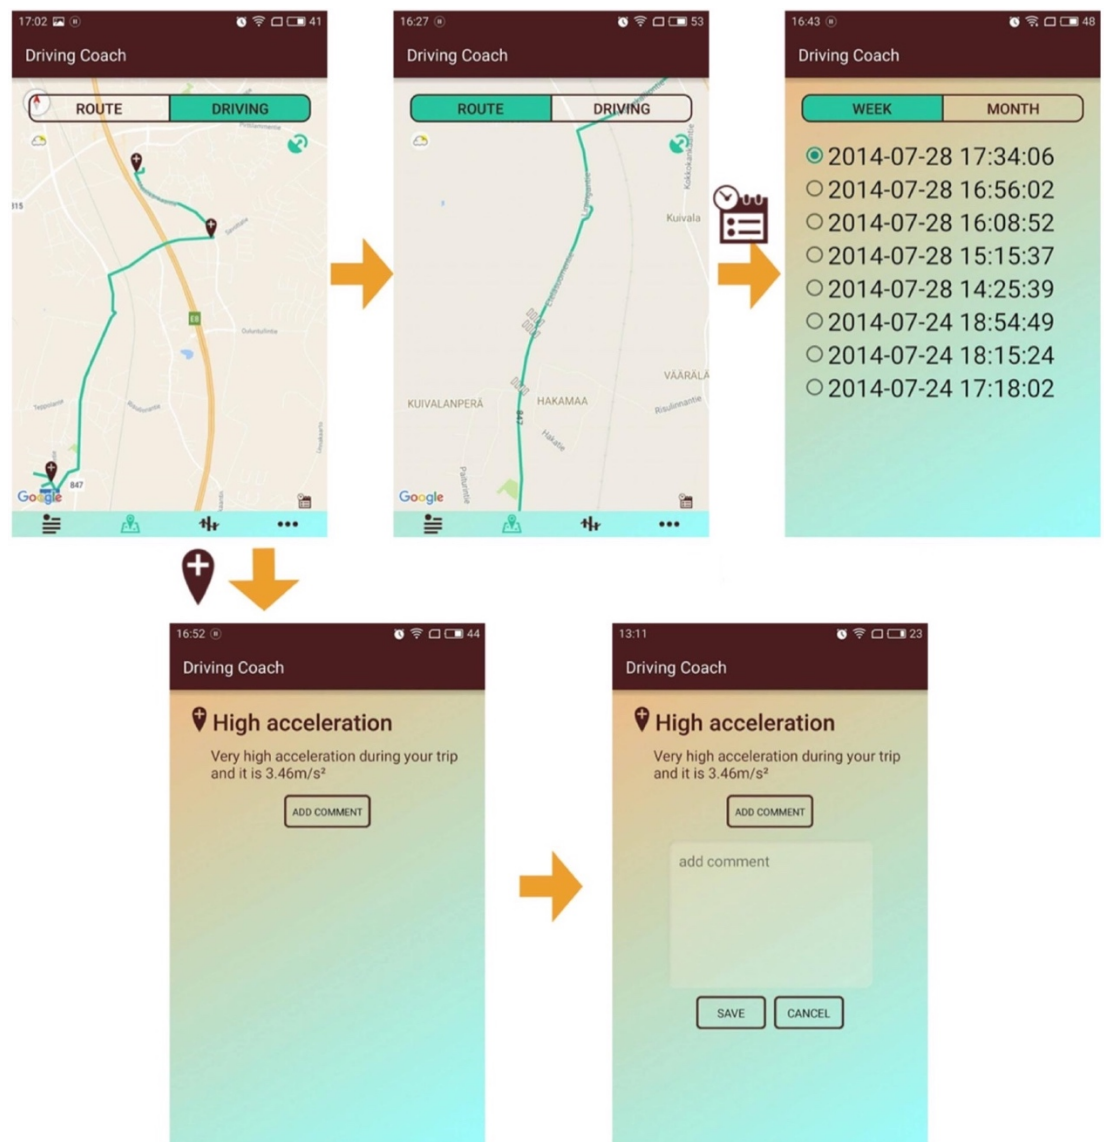 17:02
41
Driving Coach
ROUTE
DRIVING
815
E8
Oulunlulintie
Risuluranta
847
Google
16:27
53
Driving Coach
ROUTE
DRIVING
Kuivala
VÄÄRÄLÄ
KUIVALANPERÄ
HAKAMAA
Risulinnantie
847
Hakatie
Google
16:43
48
Driving Coach
WEEK
MONTH
2014-07-28 17:34:06
2014-07-28 16:56:02
2014-07-28 16:08:52
2014-07-28 15:15:37
2014-07-28 14:25:39
2014-07-24 18:54:49
2014-07-24 18:15:24
2014-07-24 17:18:02
16:52
44
Driving Coach
High acceleration
Very high acceleration during your trip
and it is 3.46m/s²
ADD COMMENT
13:11
23
Driving Coach
High acceleration
Very high acceleration during your trip
and it is 3.46m/s²
ADD COMMENT
add comment
SAVE
CANCEL